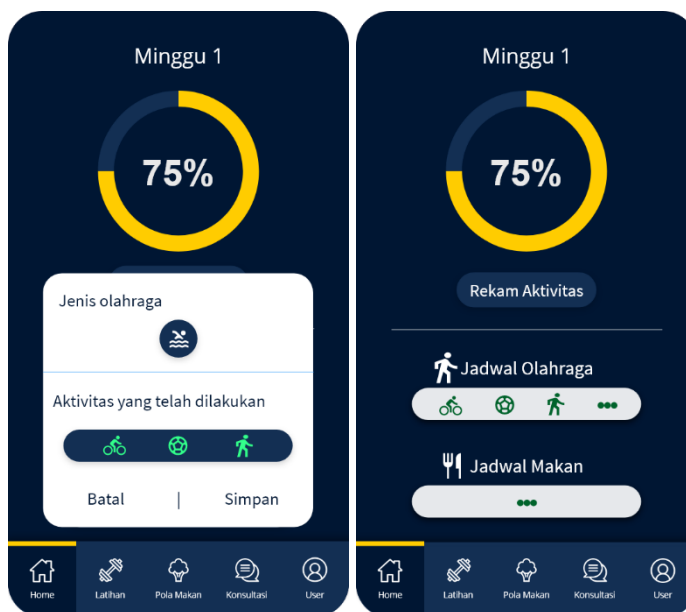 Minggu 1
75%
Jenis olahraga
Aktivitas yang telah dilakukan
Batal | Simpan
Home Latihan Pola Makan Konsultasi User
Minggu 1
75%
Rekam Aktivitas
Jadwal Olahraga
Jadwal Makan
Home Latihan Pola Makan Konsultasi User